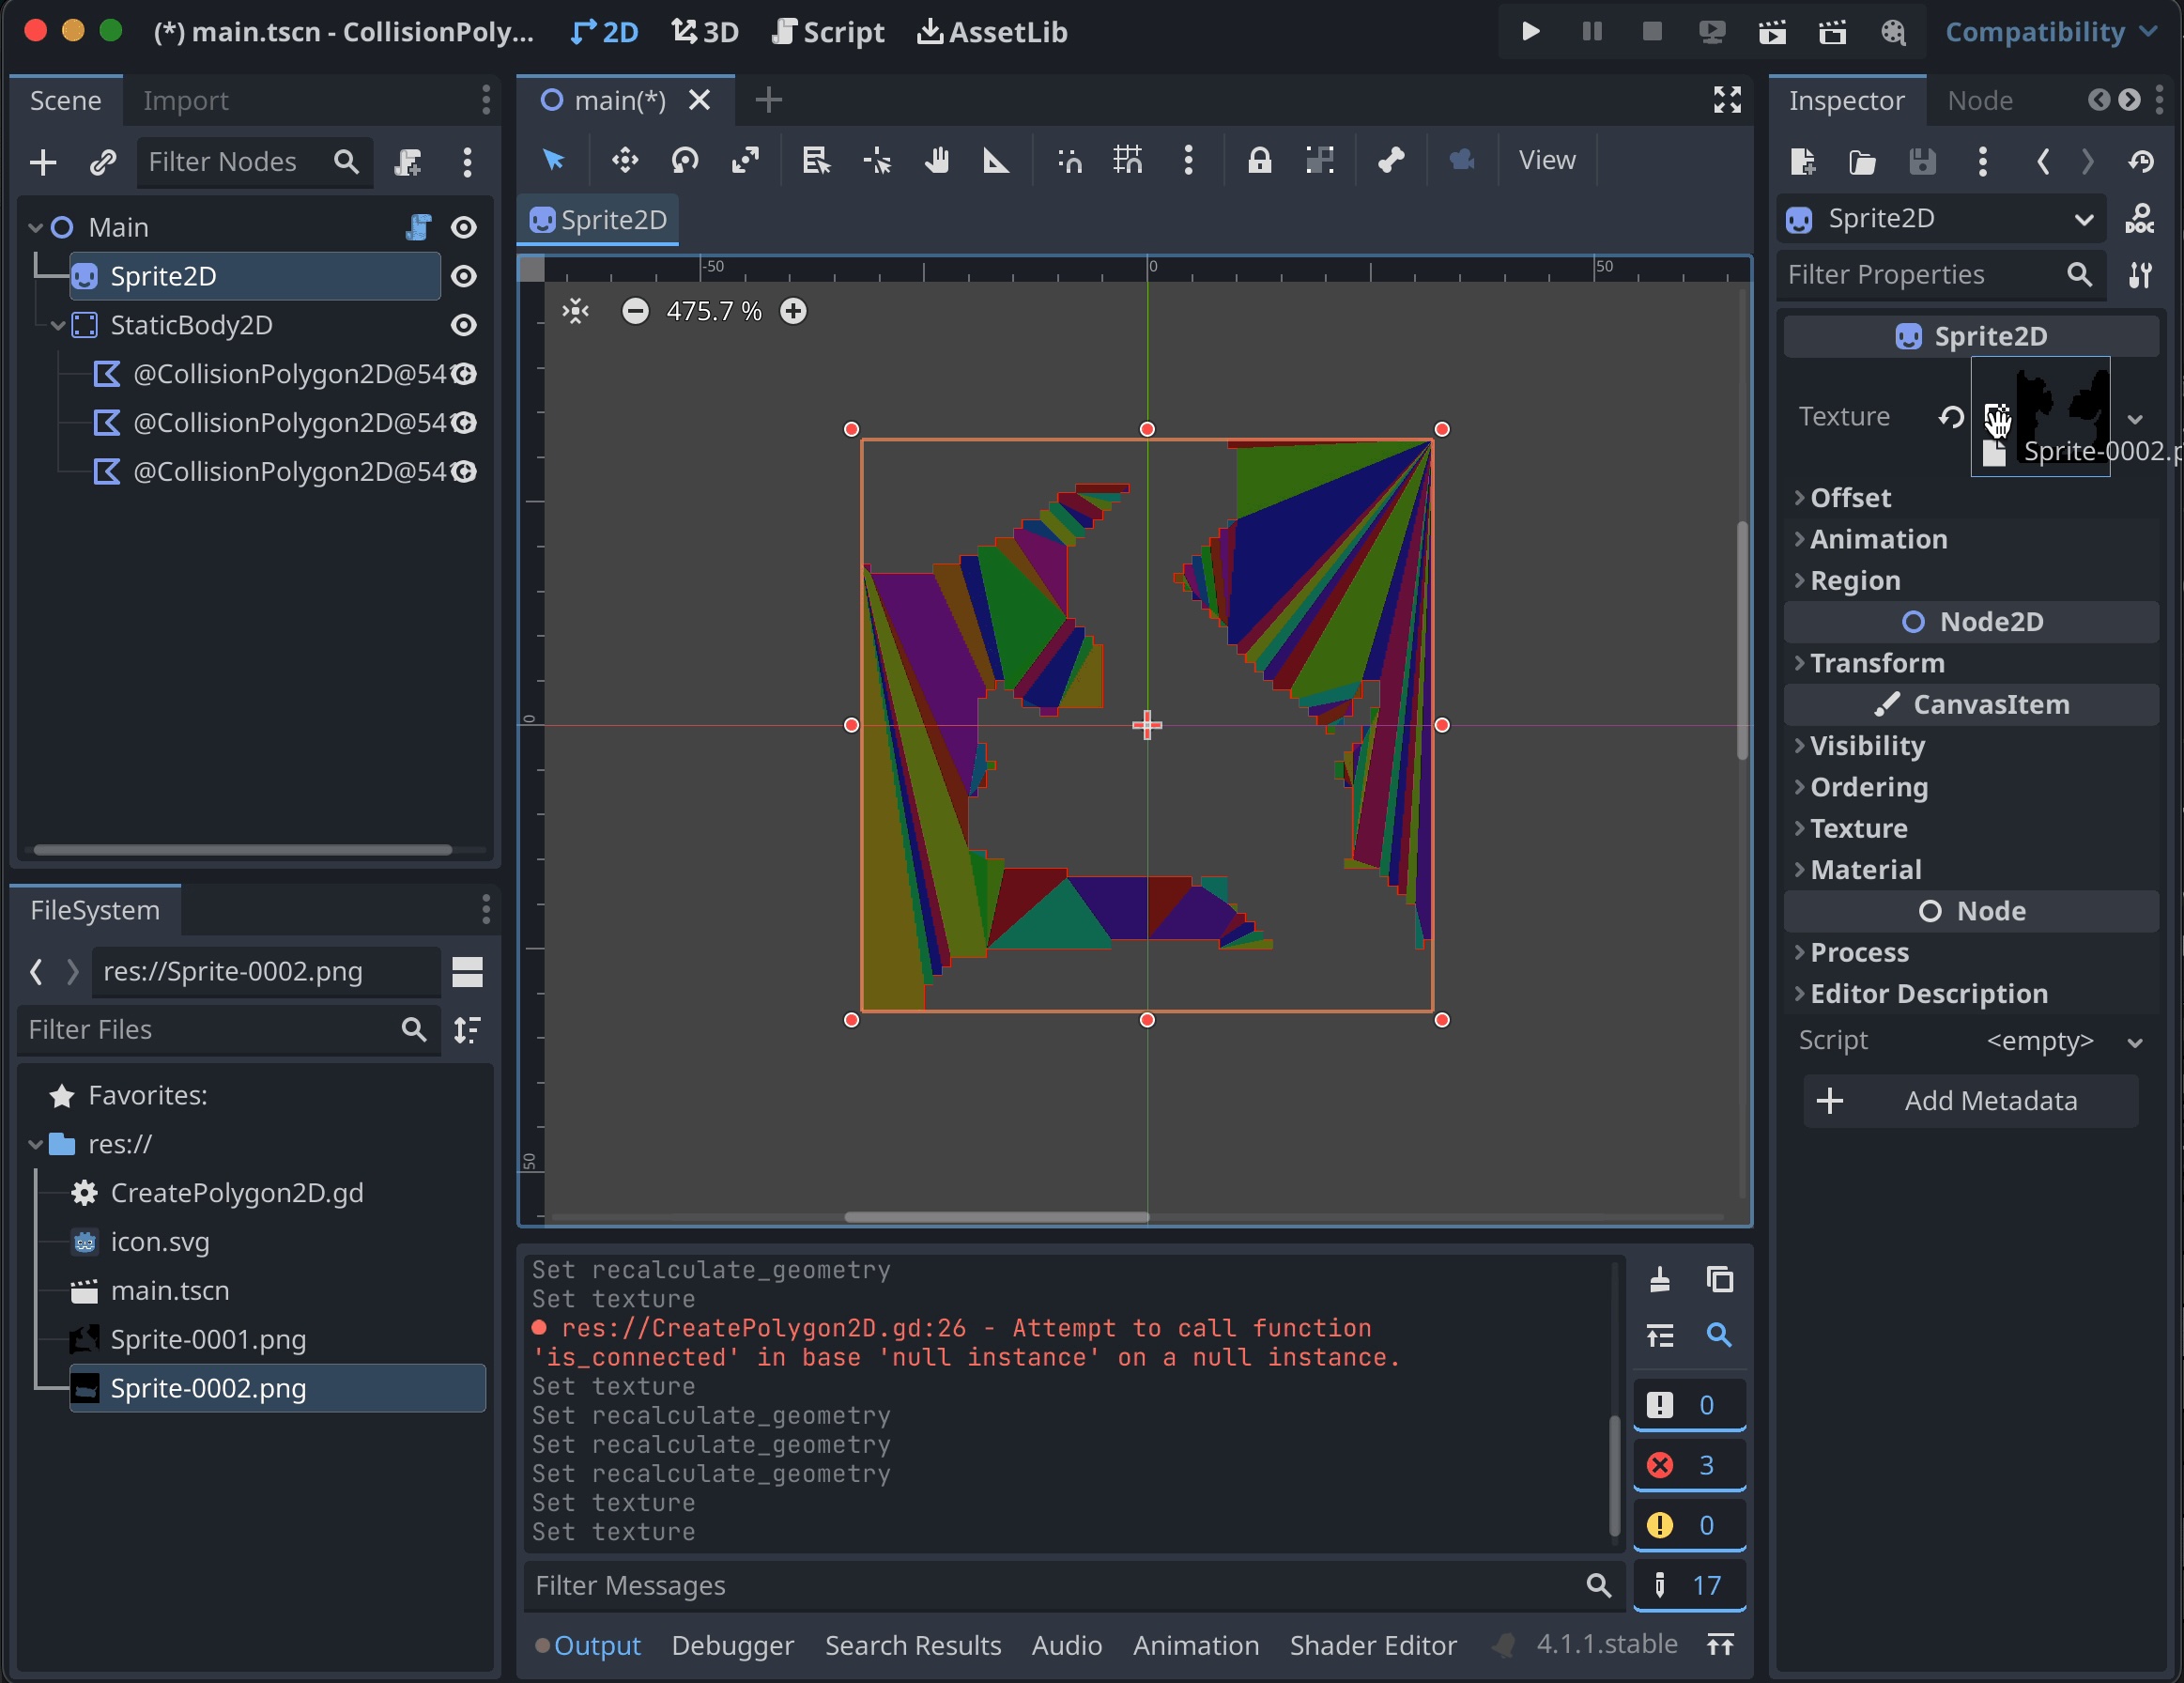 (*) main.tscn - CollisionPoly...
2D
3D
Script
AssetLib
Compatibility
Scene
Import
Filter Nodes
Main
Sprite2D
StaticBody2D
@CollisionPolygon2D@54
@CollisionPolygon2D@54
@CollisionPolygon2D@54
FileSystem
res://Sprite-0002.png
Filter Files
Favorites:
res://
CreatePolygon2D.gd
icon.svg
main.tscn
Sprite-0001.png
Sprite-0002.png
main(*)
View
Sprite2D
-50
0
50
475.7 %
0
50
Set recalculate_geometry
Set texture
res://CreatePolygon2D.gd:26 - Attempt to call function
'is_connected' in base 'null instance' on a null instance.
Set texture
Set recalculate_geometry
Set recalculate_geometry
Set recalculate_geometry
Set texture
Set texture
0
3
0
17
Filter Messages
Output
Debugger
Search Results
Audio
Animation
Shader Editor
4.1.1.stable
Inspector
Node
Sprite2D
DOC
Filter Properties
Sprite2D
Texture
Sprite-0002.p
Offset
Animation
Region
Node2D
Transform
CanvasItem
Visibility
Ordering
Texture
Material
Node
Process
Editor Description
Script
<empty>
Add Metadata